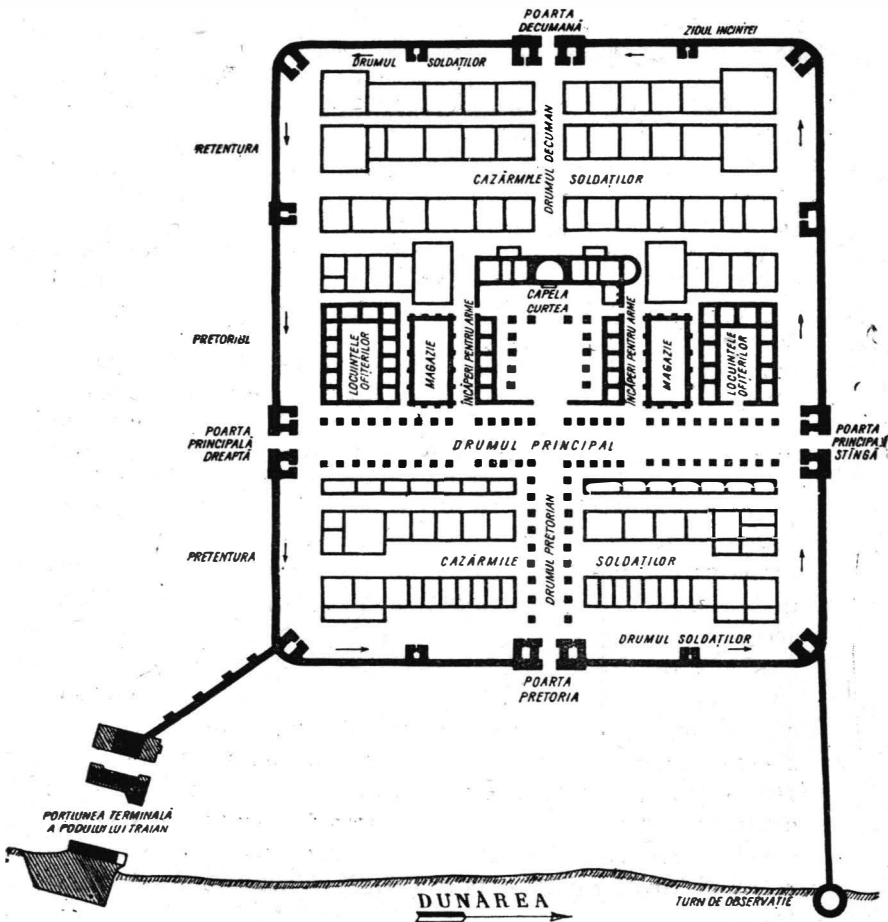 POARTA
DECUMANĂ
ZIDUL INCINTEI
DRUMUL SOLDAȚILOR
RETENTURA
DRUMUL DECUMAN
CAZĂRMILE SOLDAȚILOR
CAPELA
CURTEA
PRETORIUL
LOCUINȚELE
OFIȚERILOR
MAGAZIE
ÎNCĂPERI PENTRU ARME
ÎNCĂPERI PENTRU ARME
MAGAZIE
LOCUINȚELE
OFIȚERILOR
POARTA
PRINCIPALĂ
DREAPTĂ
DRUMUL PRINCIPAL
POARTA
PRINCIPALĂ
STÎNGĂ
PRETENTURA
CAZĂRMILE SOLDAȚILOR
DRUMUL PRETORIAN
DRUMUL SOLDAȚILOR
POARTA
PRETORIA
PORȚIUNEA TERMINALĂ
A PODULUI LUI TRAIAN
DUNĂREA
TURN DE OBSERVAȚIE